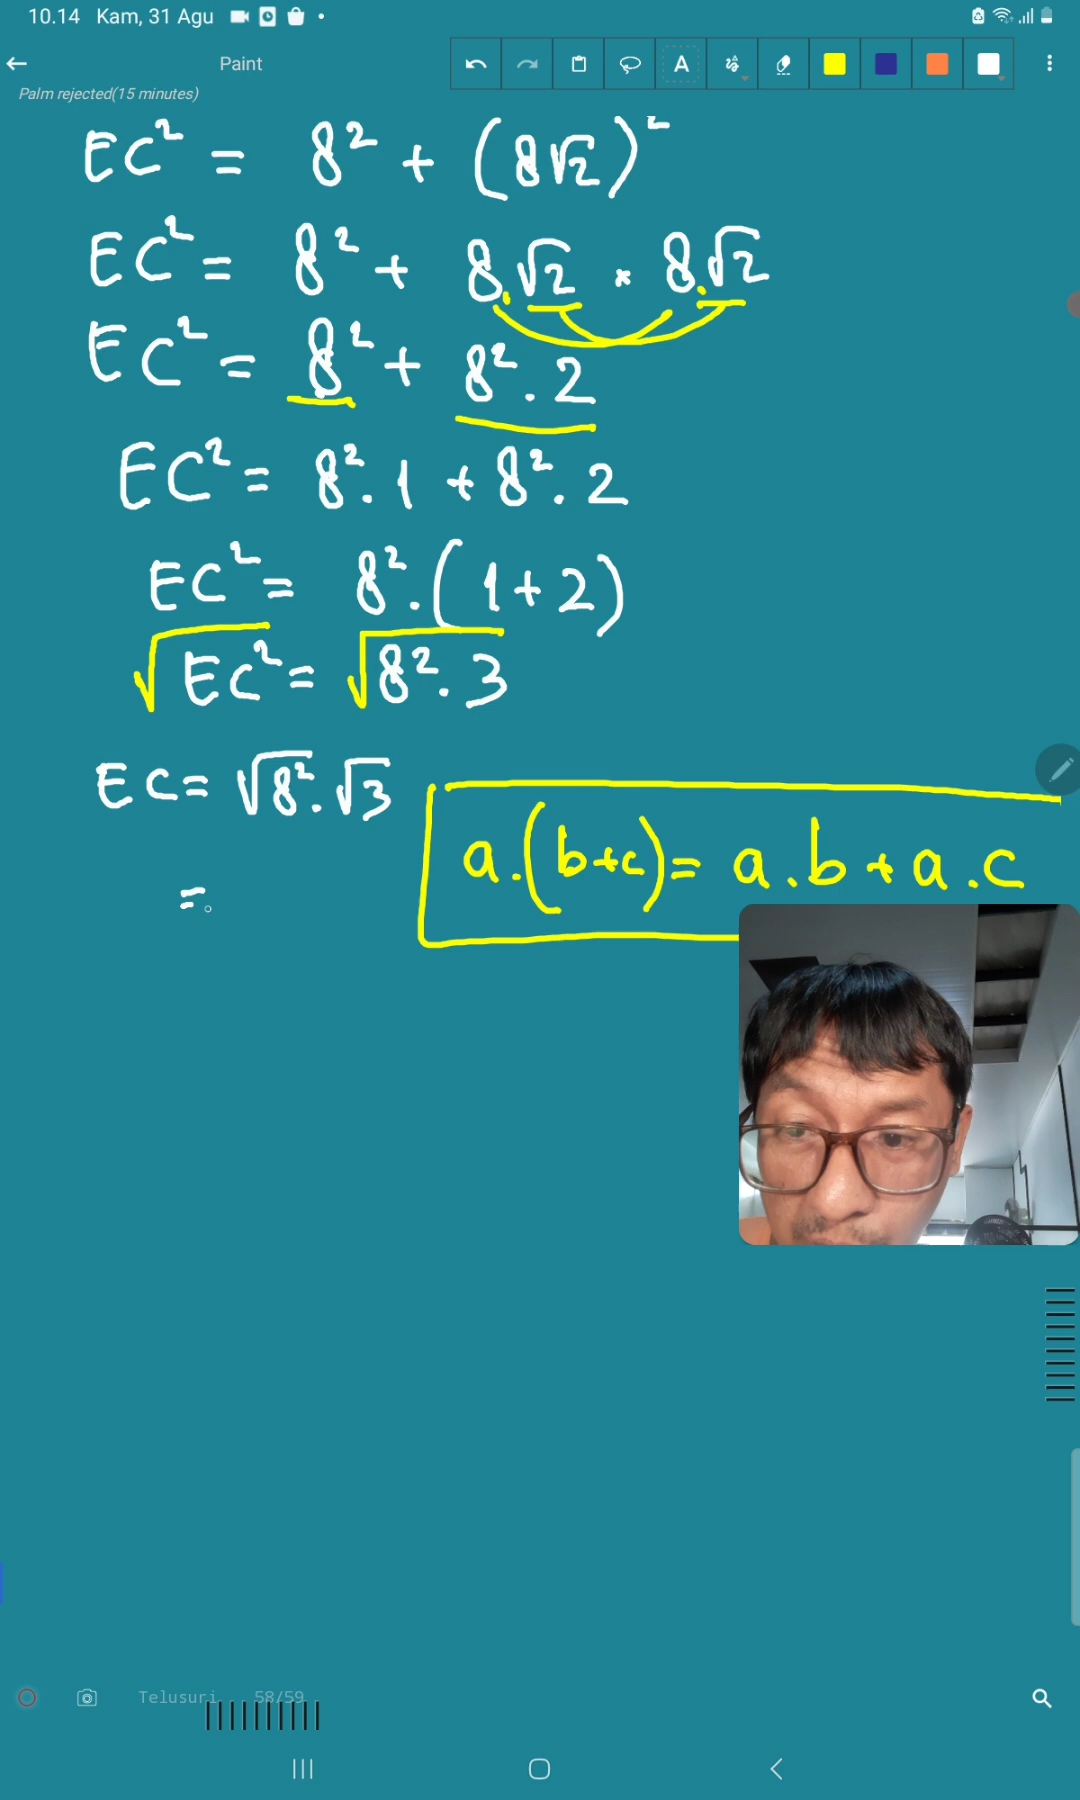 10.14 Kam, 31 Agu
Paint
A
Palm rejected(15 minutes)
EC² = 8² + (8√2)²
EC² = 8² + 8.√2 × 8.√2
EC² = 8² + 8².2
EC² = 8².1 + 8².2
EC² = 8².(1+2)
√EC² = √8².3
EC = √8².√3
a.(b+c) = a.b + a.c
=
Telusuri 58/59